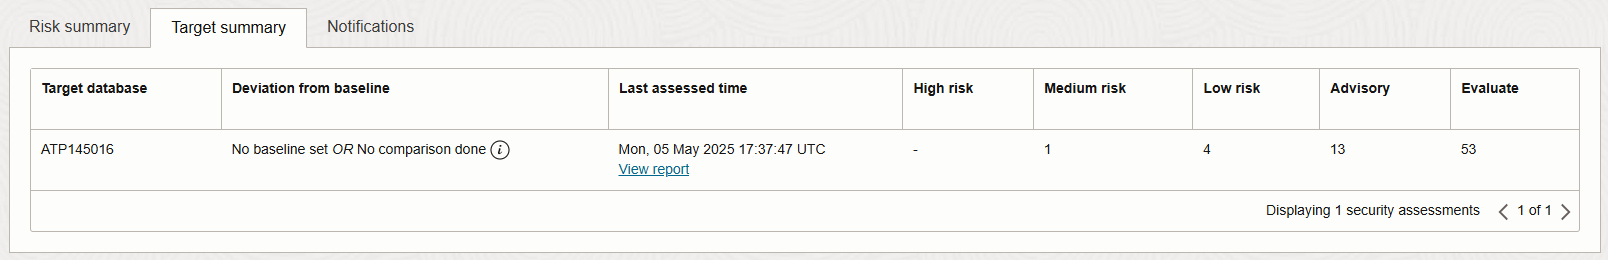 Risk summary Target summary Notifications
Target database Deviation from baseline Last assessed time High risk Medium risk Low risk Advisory Evaluate
ATP145016 No baseline set OR No comparison done i Mon, 05 May 2025 17:37:47 UTC - 1 4 13 53
View report
Displaying 1 security assessments 1 of 1